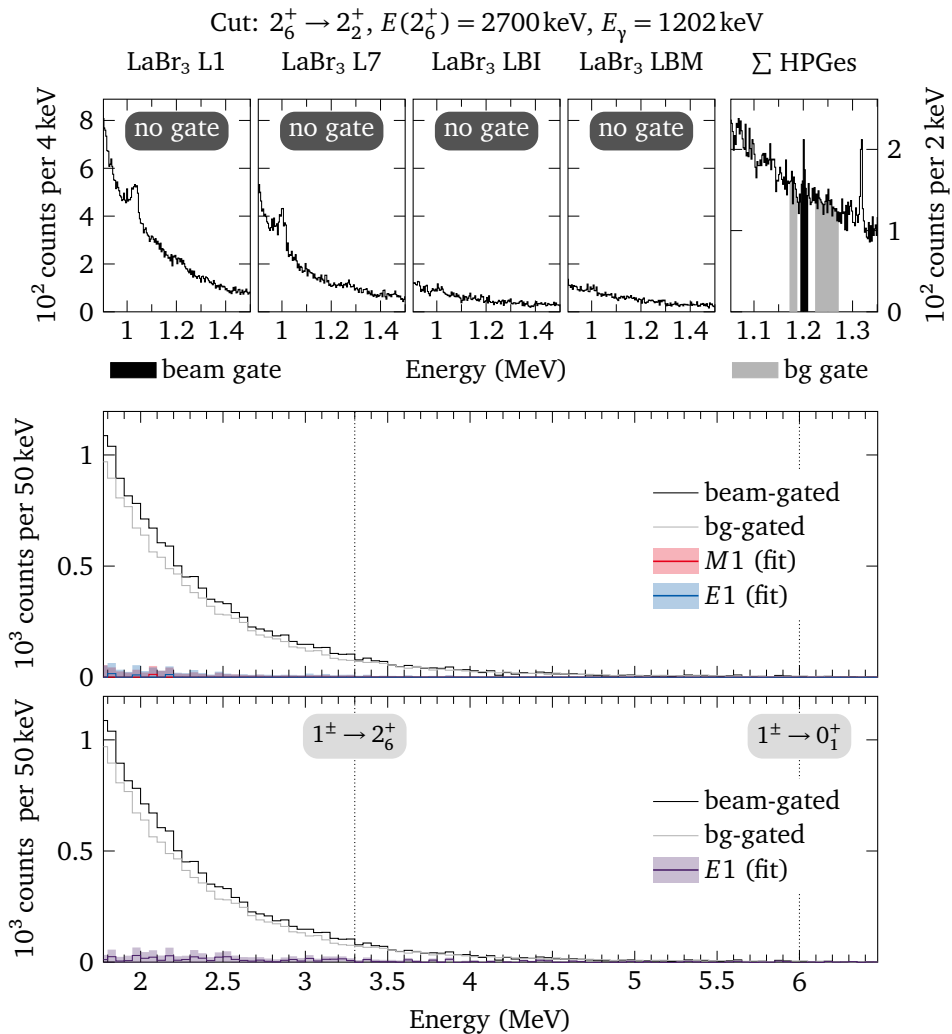 Cut: 2₆⁺ → 2₂⁺, E(2₆⁺) = 2700 keV, E_γ = 1202 keV
LaBr₃ L1 LaBr₃ L7 LaBr₃ LBI LaBr₃ LBM ∑ HPGes
no gate no gate no gate no gate
10² counts per 4 keV
0 2 4 6 8
10² counts per 2 keV
0 1 2
1 1.2 1.4 1 1.2 1.4 1 1.2 1.4 1 1.2 1.4 1.1 1.2 1.3
beam gate Energy (MeV) bg gate
10³ counts per 50 keV
1
0.5
0
beam-gated
bg-gated
M1 (fit)
E1 (fit)
10³ counts per 50 keV
1
0.5
0
1± → 2₆⁺ 1± → 0₁⁺
beam-gated
bg-gated
E1 (fit)
2 2.5 3 3.5 4 4.5 5 5.5 6
Energy (MeV)